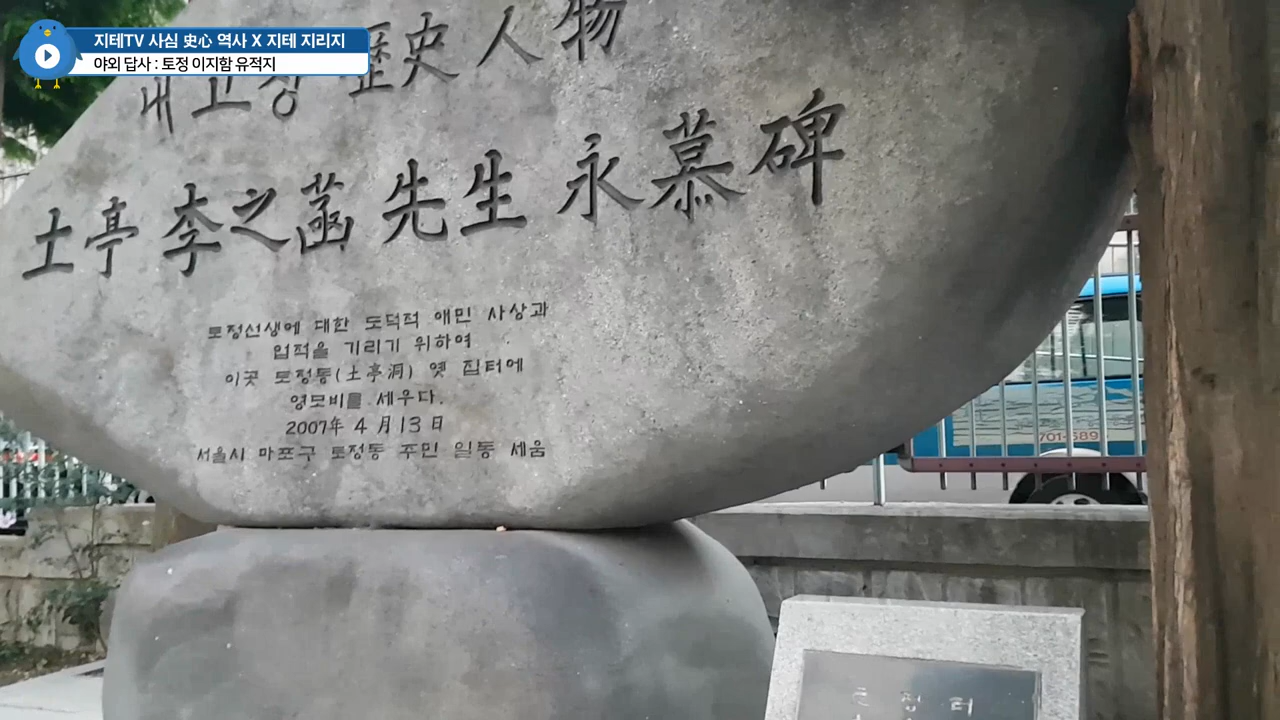 지테TV 사심 史心 역사 X 지테 지리지
야외 답사 : 토정 이지함 유적지
내고장 歷史人物
土亭 李之菡 先生 永慕碑
토정선생에 대한 도덕적 애민 사상과
업적을 기리기 위하여
이곳 토정동(土亭洞) 옛 집터에
영모비를 세우다.
2007年 4月13日
서울시 마포구 토정동 주민 일동 세움
701-689